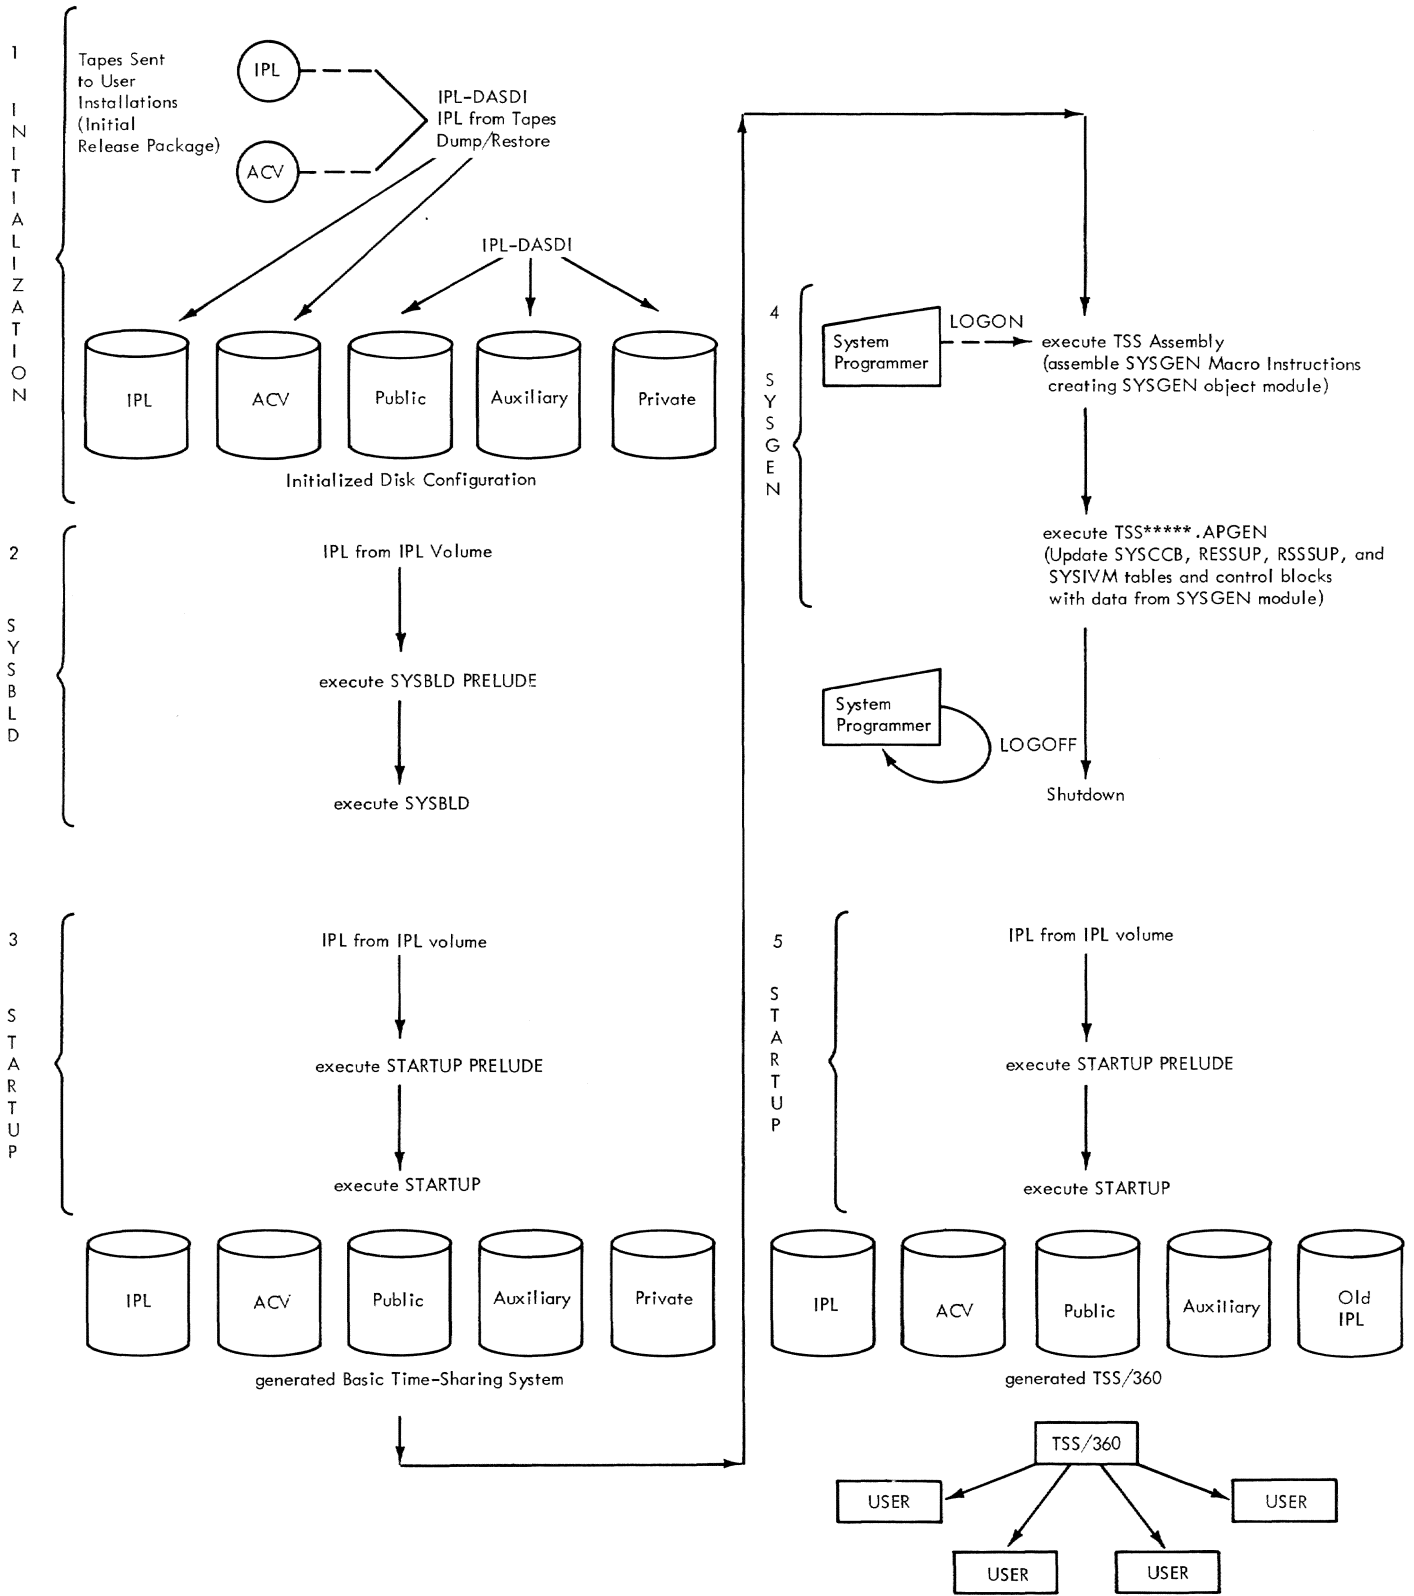 1
INITIALIZATION
Tapes Sent
to User
Installations
(Initial
Release Package)
IPL
ACV
IPL-DASDI
IPL from Tapes
Dump/Restore
IPL-DASDI
IPL
ACV
Public
Auxiliary
Private
Initialized Disk Configuration
2
SYSBLD
IPL from IPL Volume
execute SYSBLD PRELUDE
execute SYSBLD
3
STARTUP
IPL from IPL volume
execute STARTUP PRELUDE
execute STARTUP
IPL
ACV
Public
Auxiliary
Private
generated Basic Time-Sharing System
4
SYSGEN
System
Programmer
LOGON
execute TSS Assembly
(assemble SYSGEN Macro Instructions
creating SYSGEN object module)
execute TSS*****.APGEN
(Update SYSCCB, RESSUP, RSSSUP, and
SYSIVM tables and control blocks
with data from SYSGEN module)
System
Programmer
LOGOFF
Shutdown
5
STARTUP
IPL from IPL volume
execute STARTUP PRELUDE
execute STARTUP
IPL
ACV
Public
Auxiliary
Old
IPL
generated TSS/360
TSS/360
USER
USER
USER
USER